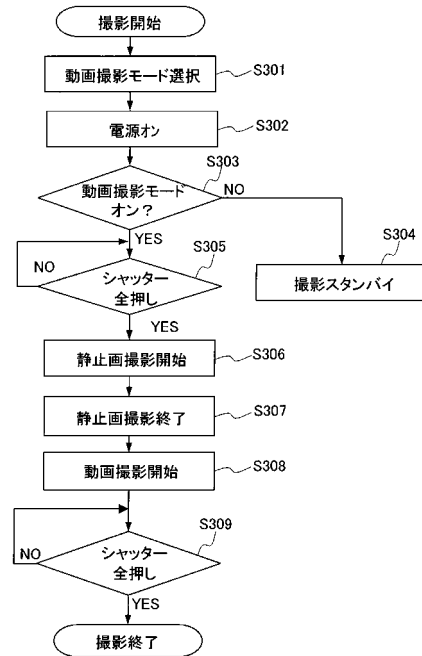 撮影開始
動画撮影モード選択
S301
電源オン
S302
S303
動画撮影モード
オン？
NO
YES
S304
撮影スタンバイ
S305
NO
シャッター
全押し
YES
静止画撮影開始
S306
静止画撮影終了
S307
動画撮影開始
S308
S309
シャッター
全押し
NO
YES
撮影終了